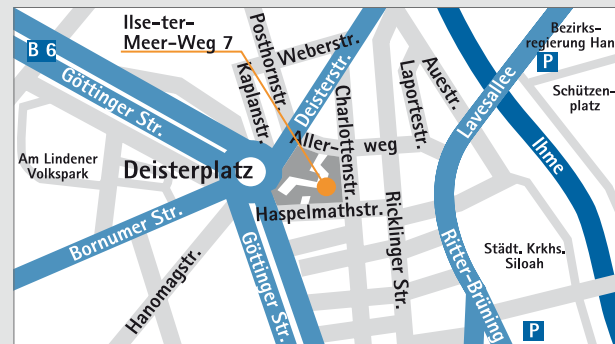 Ilse-ter-
Meer-Weg 7
B 6
Göttinger Str.
Posthornstr.
Weberstr.
Kaplanstr.
Deisterstr.
Charlottenstr.
Laportestr.
Auestr.
Lavesallee
Bezirks-
regierung Han
P
Schützen-
platz
Ihme
Aller- weg
Am Lindener
Volkspark
Deisterplatz
Haspelmathstr.
Bornumer Str.
Hanomagstr.
Göttinger Str.
Ricklinger Str.
Ritter-Brüning
Städt. Krkhs.
Siloah
P